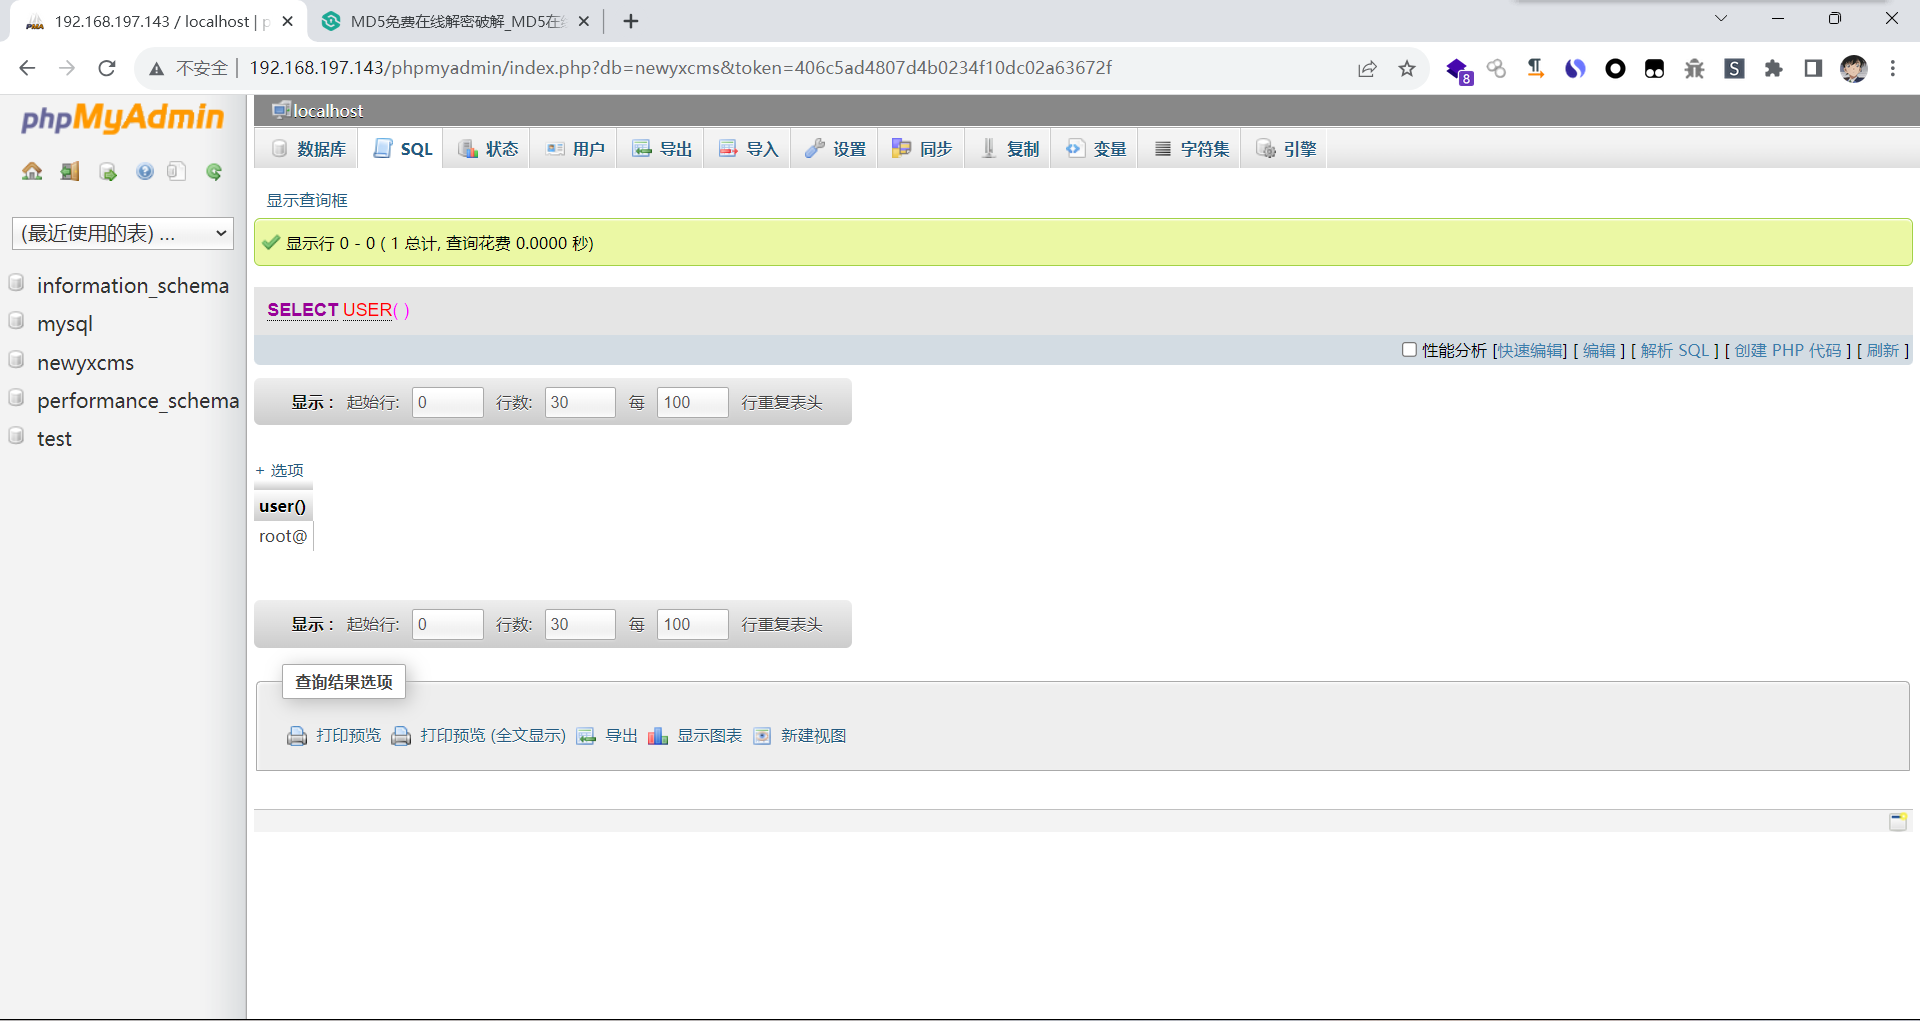 192.168.197.143 / localhost | p
MD5免费在线解密破解_MD5在线
不安全 | 192.168.197.143/phpmyadmin/index.php?db=newyxcms&token=406c5ad4807d4b0234f10dc02a63672f
8
S
phpMyAdmin
(最近使用的表) ...
information_schema
mysql
newyxcms
performance_schema
test
localhost
数据库 SQL 状态 用户 导出 导入 设置 同步 复制 变量 字符集 引擎
显示查询框
显示行 0 - 0 ( 1 总计, 查询花费 0.0000 秒)
SELECT USER( )
性能分析 [快速编辑] [ 编辑 ] [ 解析 SQL ] [ 创建 PHP 代码 ] [ 刷新 ]
显示 : 起始行: 0 行数: 30 每 100 行重复表头
+ 选项
user()
root@
显示 : 起始行: 0 行数: 30 每 100 行重复表头
查询结果选项
打印预览 打印预览 (全文显示) 导出 显示图表 新建视图